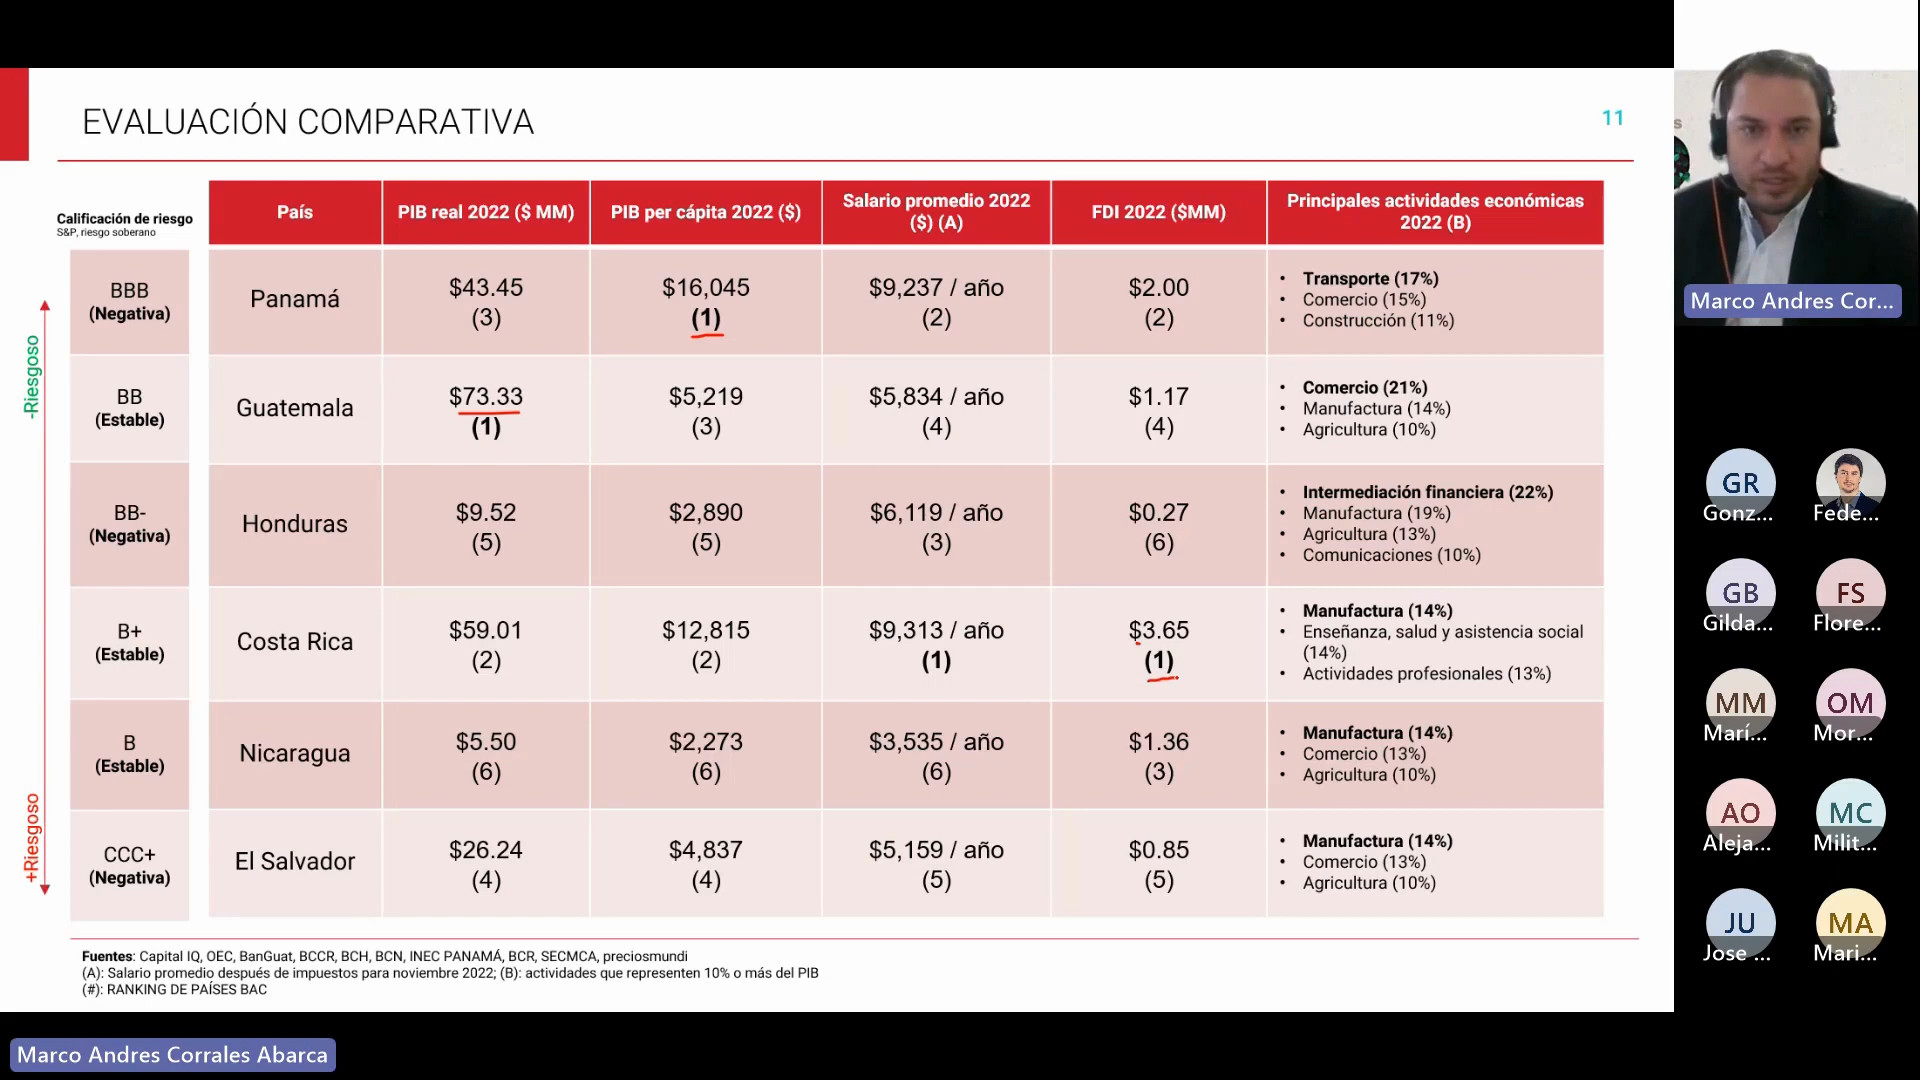 EVALUACIÓN COMPARATIVA
11
Calificación de riesgo
S&P, riesgo soberano
País
PIB real 2022 ($ MM)
PIB per cápita 2022 ($)
Salario promedio 2022
($) (A)
FDI 2022 ($MM)
Principales actividades económicas
2022 (B)
-Riesgoso
+Riesgoso
BBB
(Negativa)
Panamá
$43.45
(3)
$16,045
(1)
$9,237 / año
(2)
$2.00
(2)
• Transporte (17%)
• Comercio (15%)
• Construcción (11%)
BB
(Estable)
Guatemala
$73.33
(1)
$5,219
(3)
$5,834 / año
(4)
$1.17
(4)
• Comercio (21%)
• Manufactura (14%)
• Agricultura (10%)
BB-
(Negativa)
Honduras
$9.52
(5)
$2,890
(5)
$6,119 / año
(3)
$0.27
(6)
• Intermediación financiera (22%)
• Manufactura (19%)
• Agricultura (13%)
• Comunicaciones (10%)
B+
(Estable)
Costa Rica
$59.01
(2)
$12,815
(2)
$9,313 / año
(1)
$3.65
(1)
• Manufactura (14%)
• Enseñanza, salud y asistencia social
(14%)
• Actividades profesionales (13%)
B
(Estable)
Nicaragua
$5.50
(6)
$2,273
(6)
$3,535 / año
(6)
$1.36
(3)
• Manufactura (14%)
• Comercio (13%)
• Agricultura (10%)
CCC+
(Negativa)
El Salvador
$26.24
(4)
$4,837
(4)
$5,159 / año
(5)
$0.85
(5)
• Manufactura (14%)
• Comercio (13%)
• Agricultura (10%)
Fuentes: Capital IQ, OEC, BanGuat, BCCR, BCH, BCN, INEC PANAMÁ, BCR, SECMCA, preciosmundi
(A): Salario promedio después de impuestos para noviembre 2022; (B): actividades que representen 10% o más del PIB
(#): RANKING DE PAÍSES BAC
Marco Andres Corrales Abarca
s
Marco Andres Cor...
GR
Gonz...
Fede...
GB
Gilda...
FS
Flore...
MM
Marí...
OM
Mor...
AO
Aleja...
MC
Milit...
JU
Jose ...
MA
Mari...